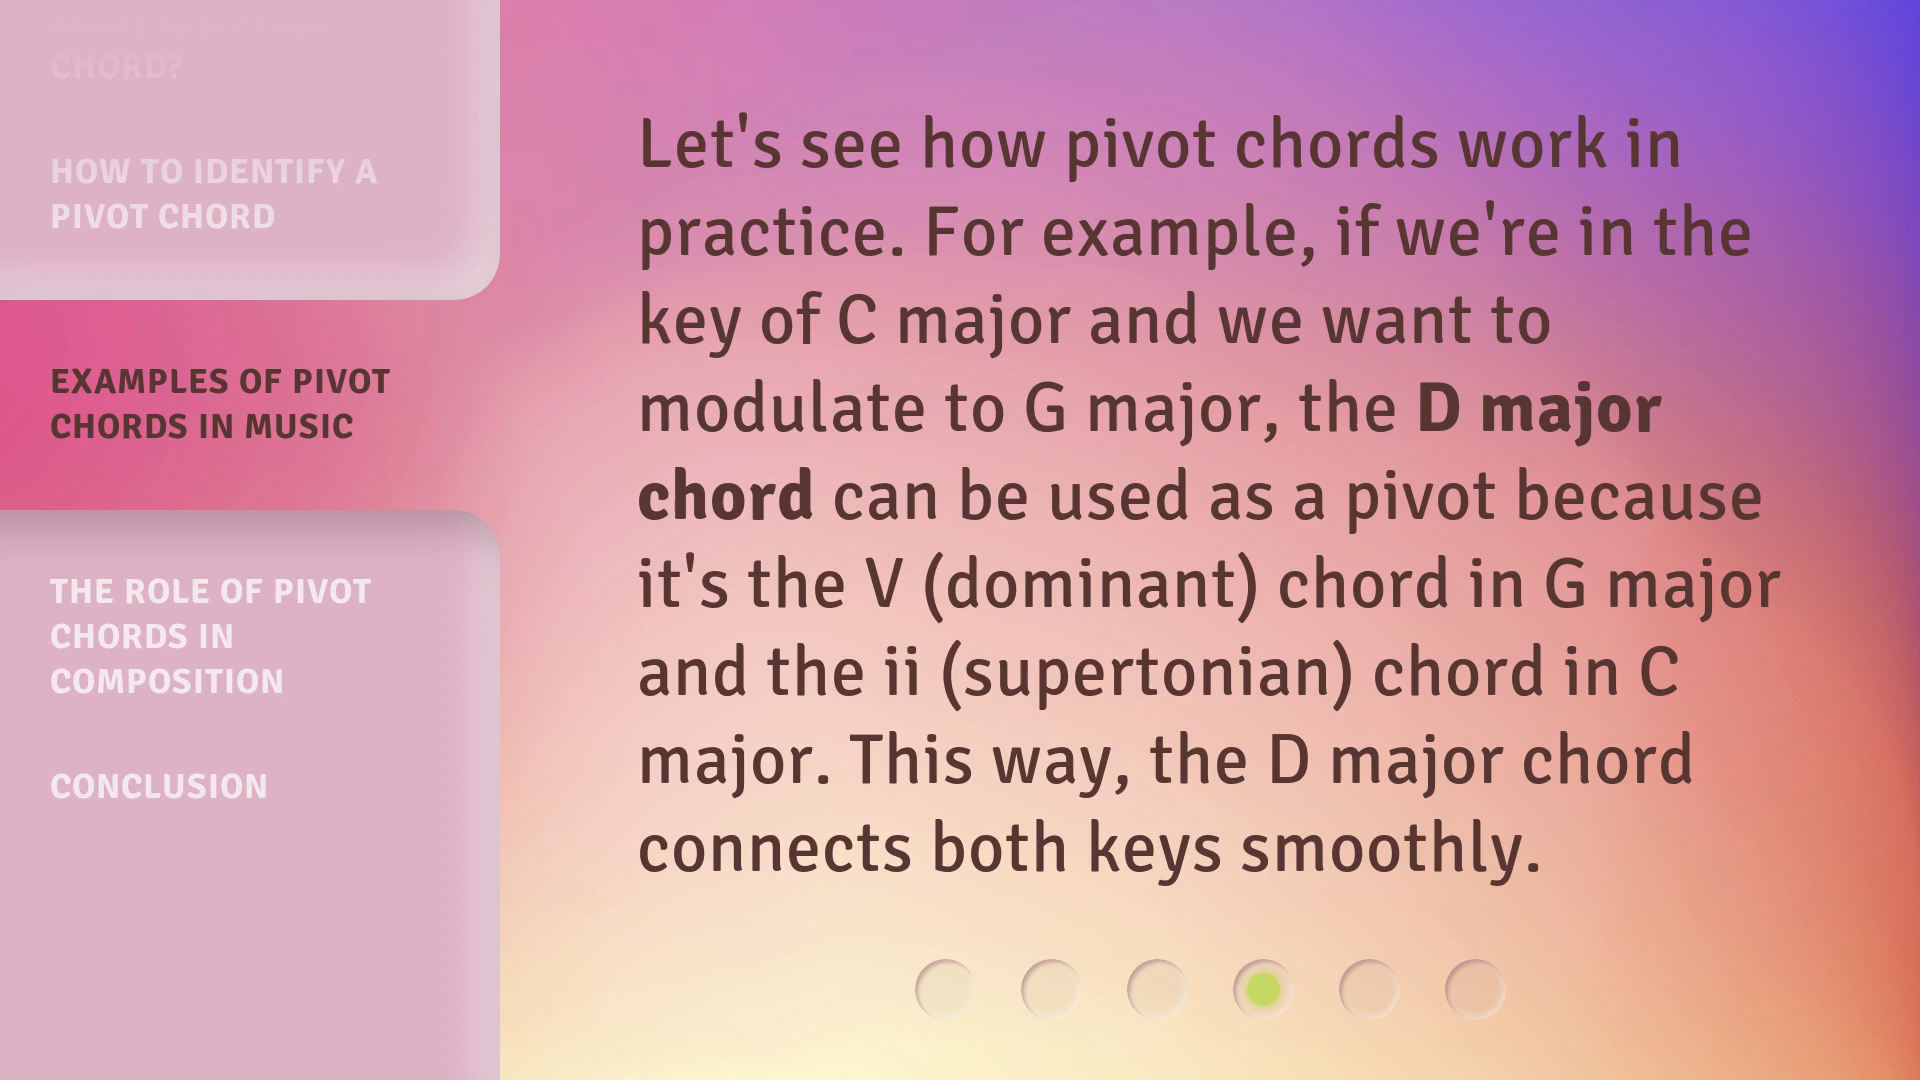 CHORD?
HOW TO IDENTIFY A
PIVOT CHORD
EXAMPLES OF PIVOT
CHORDS IN MUSIC
THE ROLE OF PIVOT
CHORDS IN
COMPOSITION
CONCLUSION
Let's see how pivot chords work in
practice. For example, if we're in the
key of C major and we want to
modulate to G major, the D major
chord can be used as a pivot because
it's the V (dominant) chord in G major
and the ii (supertonian) chord in C
major. This way, the D major chord
connects both keys smoothly.